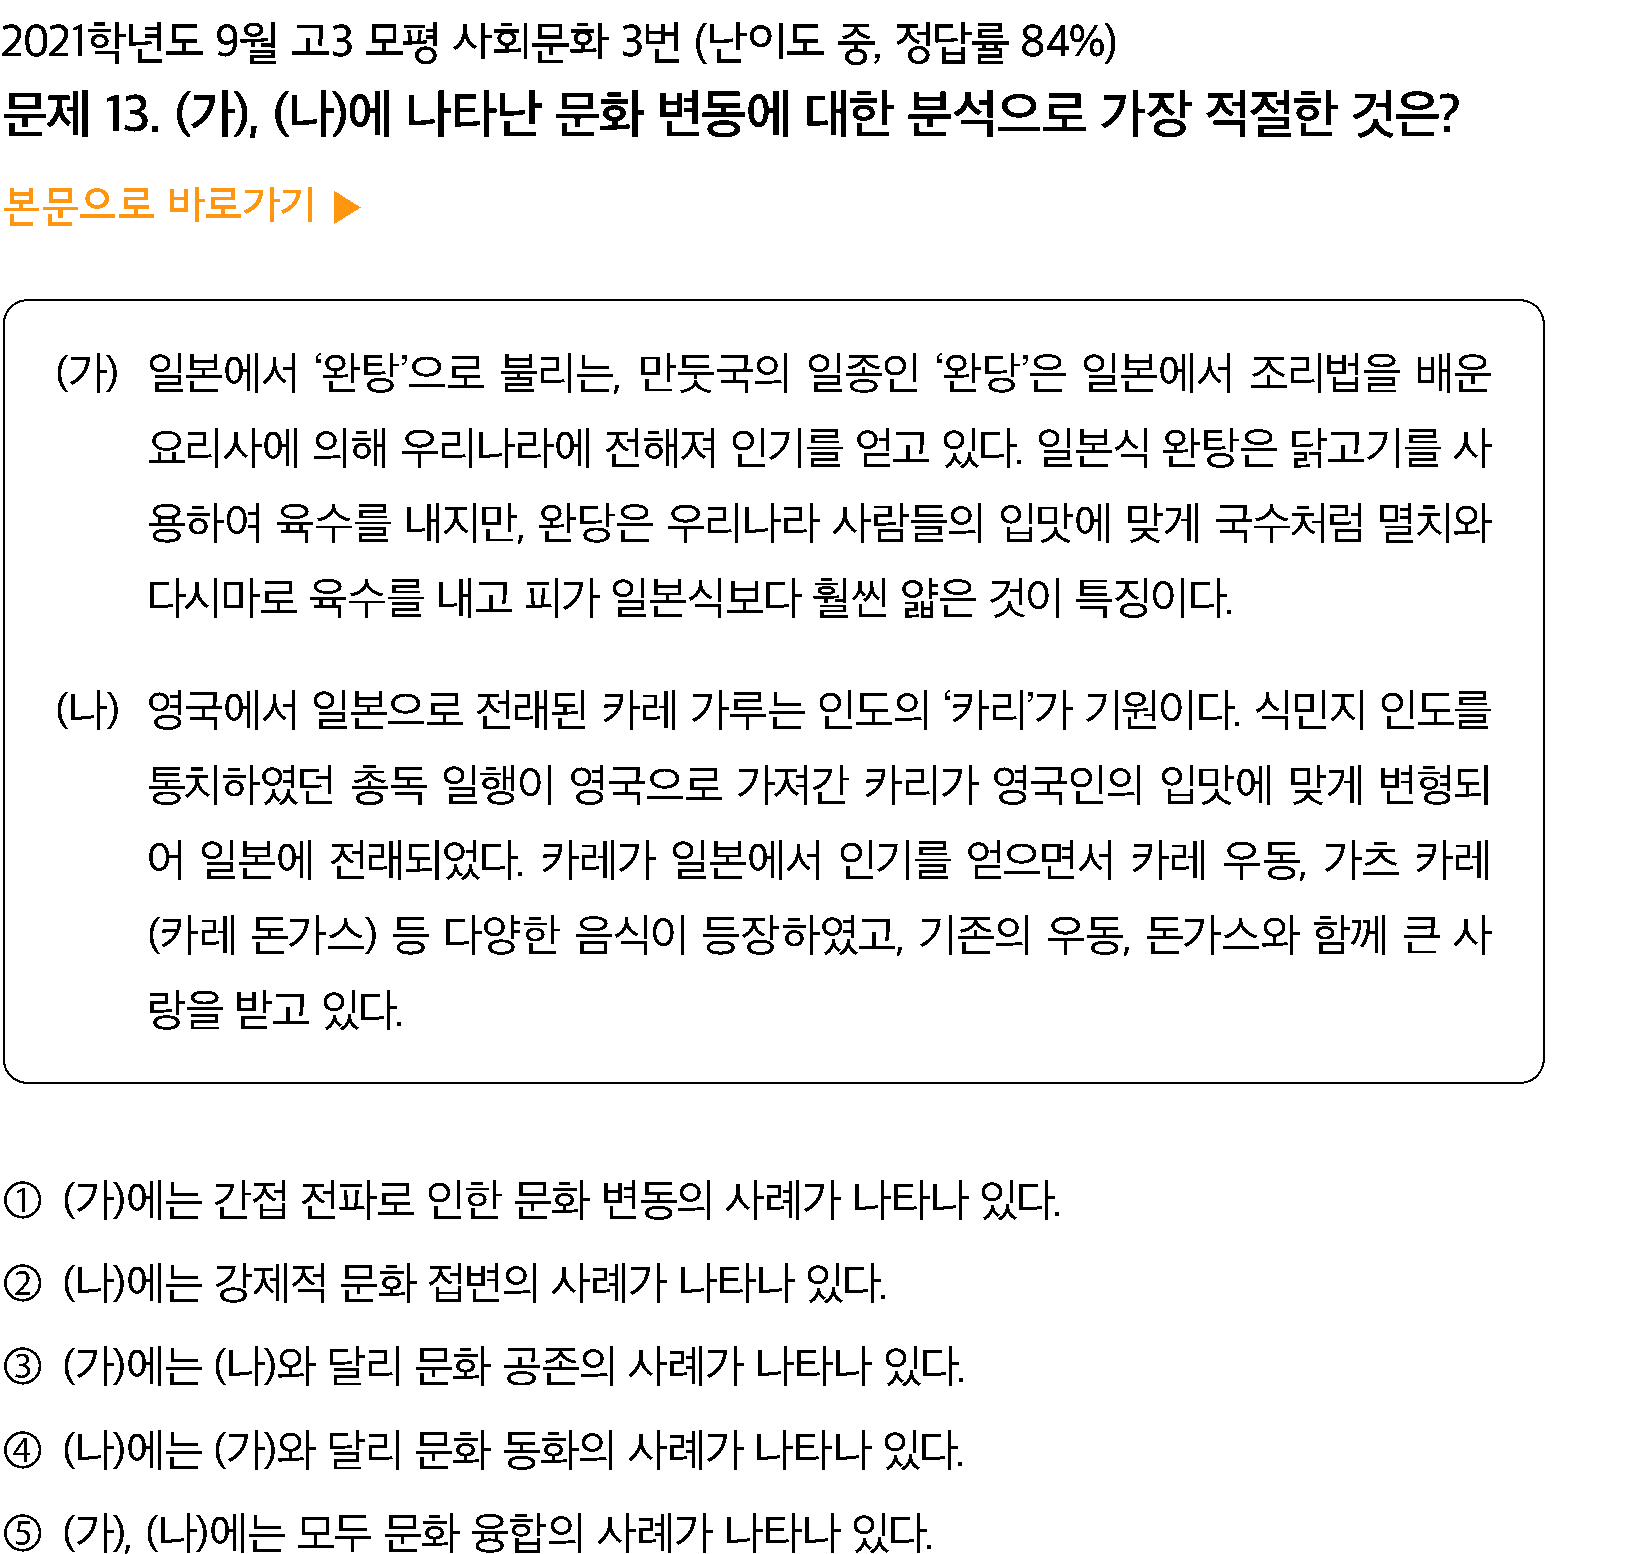 2021학년도 9월 고3 모평 사회문화 3번 (난이도 중, 정답률 84%)
문제 13. (가), (나)에 나타난 문화 변동에 대한 분석으로 가장 적절한 것은?
본문으로 바로가기 ▶
(가) 일본에서 ‘완탕’으로 불리는, 만둣국의 일종인 ‘완당’은 일본에서 조리법을 배운
요리사에 의해 우리나라에 전해져 인기를 얻고 있다. 일본식 완탕은 닭고기를 사
용하여 육수를 내지만, 완당은 우리나라 사람들의 입맛에 맞게 국수처럼 멸치와
다시마로 육수를 내고 피가 일본식보다 훨씬 얇은 것이 특징이다.
(나) 영국에서 일본으로 전래된 카레 가루는 인도의 ‘카리’가 기원이다. 식민지 인도를
통치하였던 총독 일행이 영국으로 가져간 카리가 영국인의 입맛에 맞게 변형되
어 일본에 전래되었다. 카레가 일본에서 인기를 얻으면서 카레 우동, 가츠 카레
(카레 돈가스) 등 다양한 음식이 등장하였고, 기존의 우동, 돈가스와 함께 큰 사
랑을 받고 있다.
① (가)에는 간접 전파로 인한 문화 변동의 사례가 나타나 있다.
② (나)에는 강제적 문화 접변의 사례가 나타나 있다.
③ (가)에는 (나)와 달리 문화 공존의 사례가 나타나 있다.
④ (나)에는 (가)와 달리 문화 동화의 사례가 나타나 있다.
⑤ (가), (나)에는 모두 문화 융합의 사례가 나타나 있다.